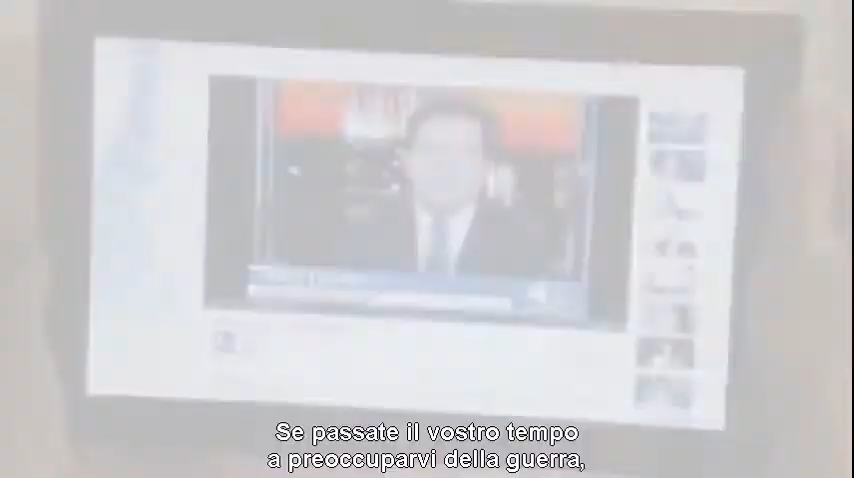 Se passate il vostro tempo
a preoccuparvi della guerra,